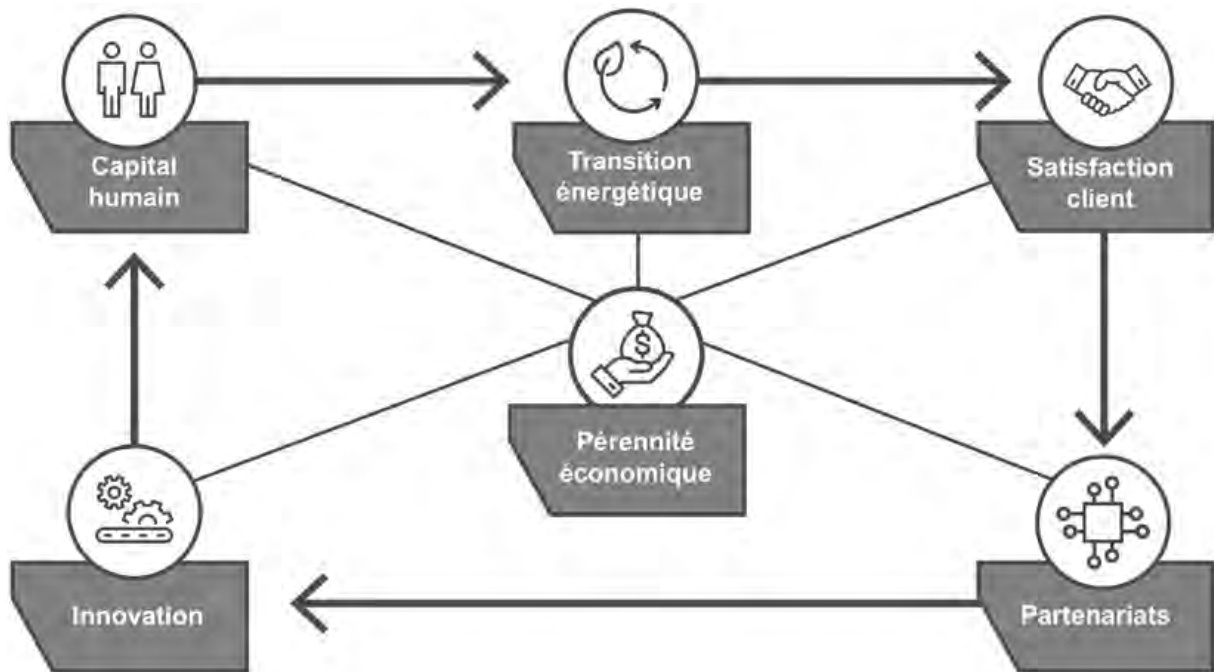 Capital
humain
Transition
énergétique
Satisfaction
client
$
Pérennité
économique
Innovation
Partenariats